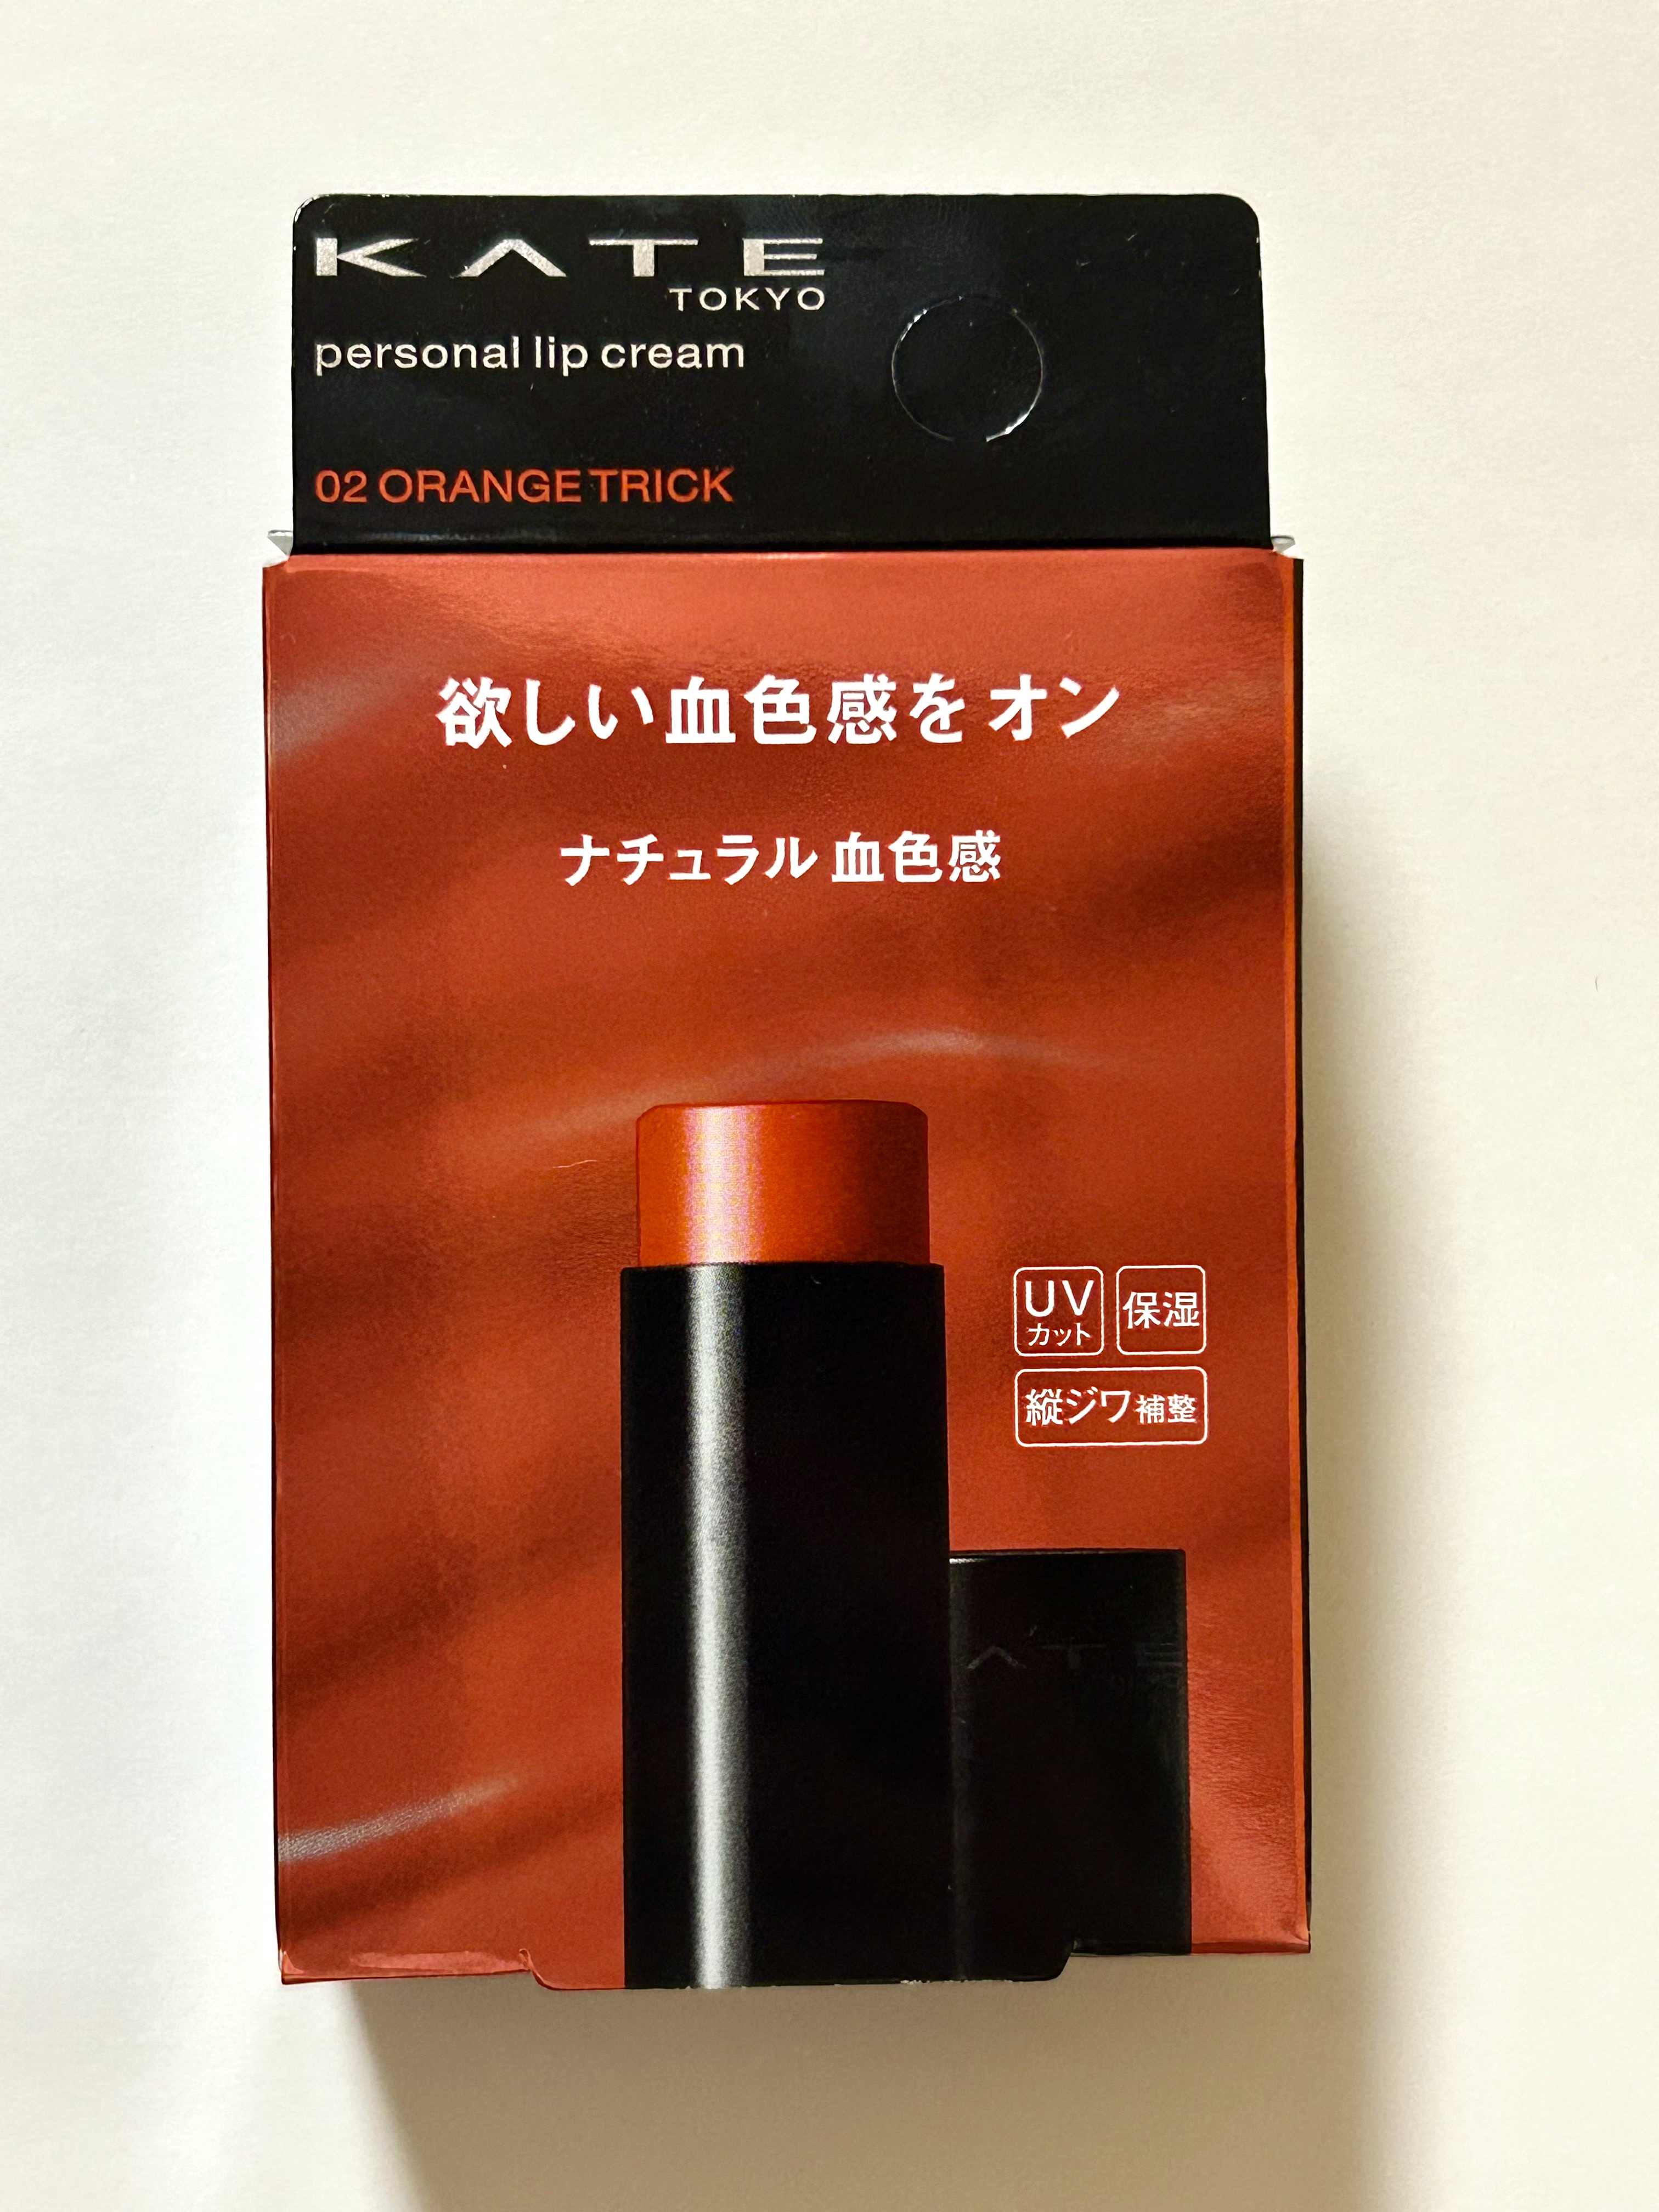 KATE
TOKYO
personal lip cream
02 ORANGE TRICK
欲しい血色感をオン
ナチュラル 血色感
UV
カット
保湿
縦ジワ補整